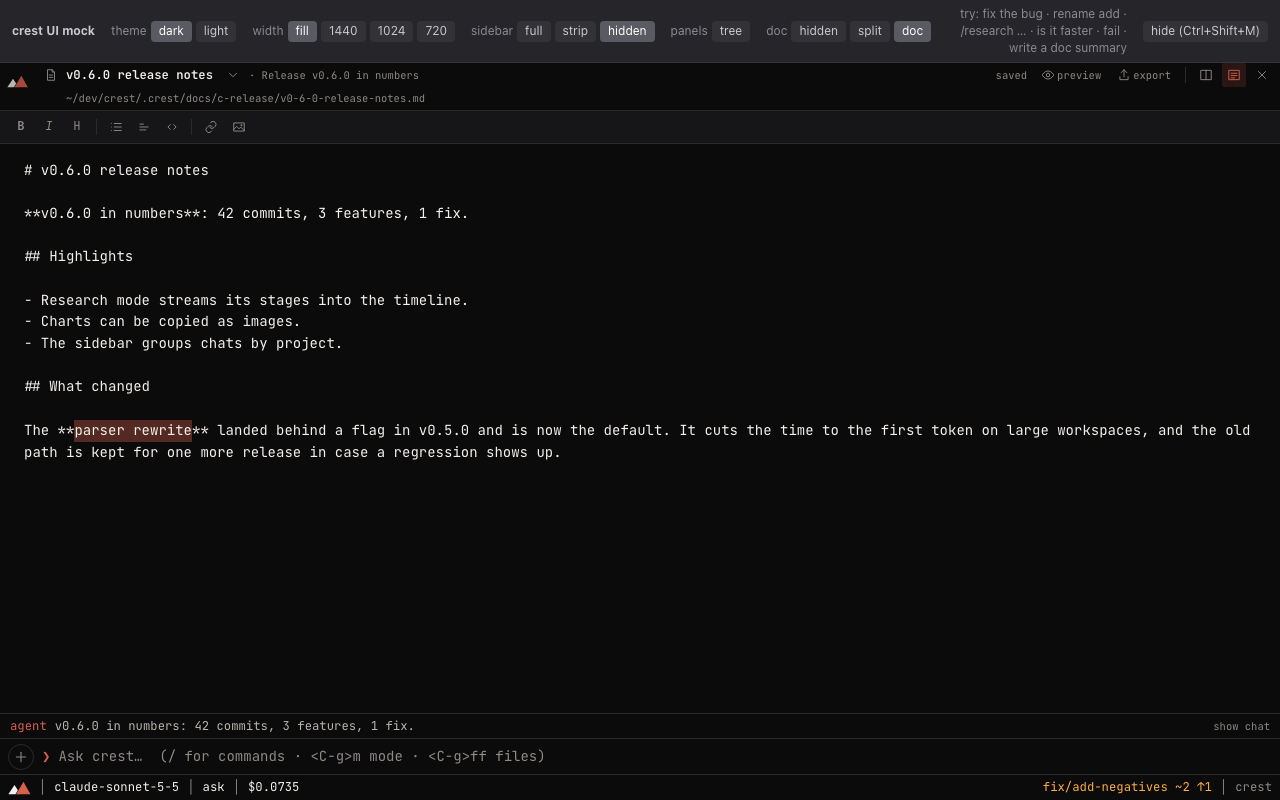 crest UI mock theme dark light width fill 1440 1024 720 sidebar full strip hidden panels tree doc hidden split doc
try: fix the bug · rename add ·
/research ... · is it faster · fail ·
write a doc summary
hide (Ctrl+Shift+M)
v0.6.0 release notes · Release v0.6.0 in numbers saved preview export
~/dev/crest/.crest/docs/c-release/v0-6-0-release-notes.md
B I H
# v0.6.0 release notes
**v0.6.0 in numbers**: 42 commits, 3 features, 1 fix.
## Highlights
- Research mode streams its stages into the timeline.
- Charts can be copied as images.
- The sidebar groups chats by project.
## What changed
The **parser rewrite** landed behind a flag in v0.5.0 and is now the default. It cuts the time to the first token on large workspaces, and the old
path is kept for one more release in case a regression shows up.
agent v0.6.0 in numbers: 42 commits, 3 features, 1 fix. show chat
❯ Ask crest… (/ for commands · <C-g>m mode · <C-g>ff files)
claude-sonnet-5-5 │ ask │ $0.0735 fix/add-negatives ~2 ↑1 │ crest